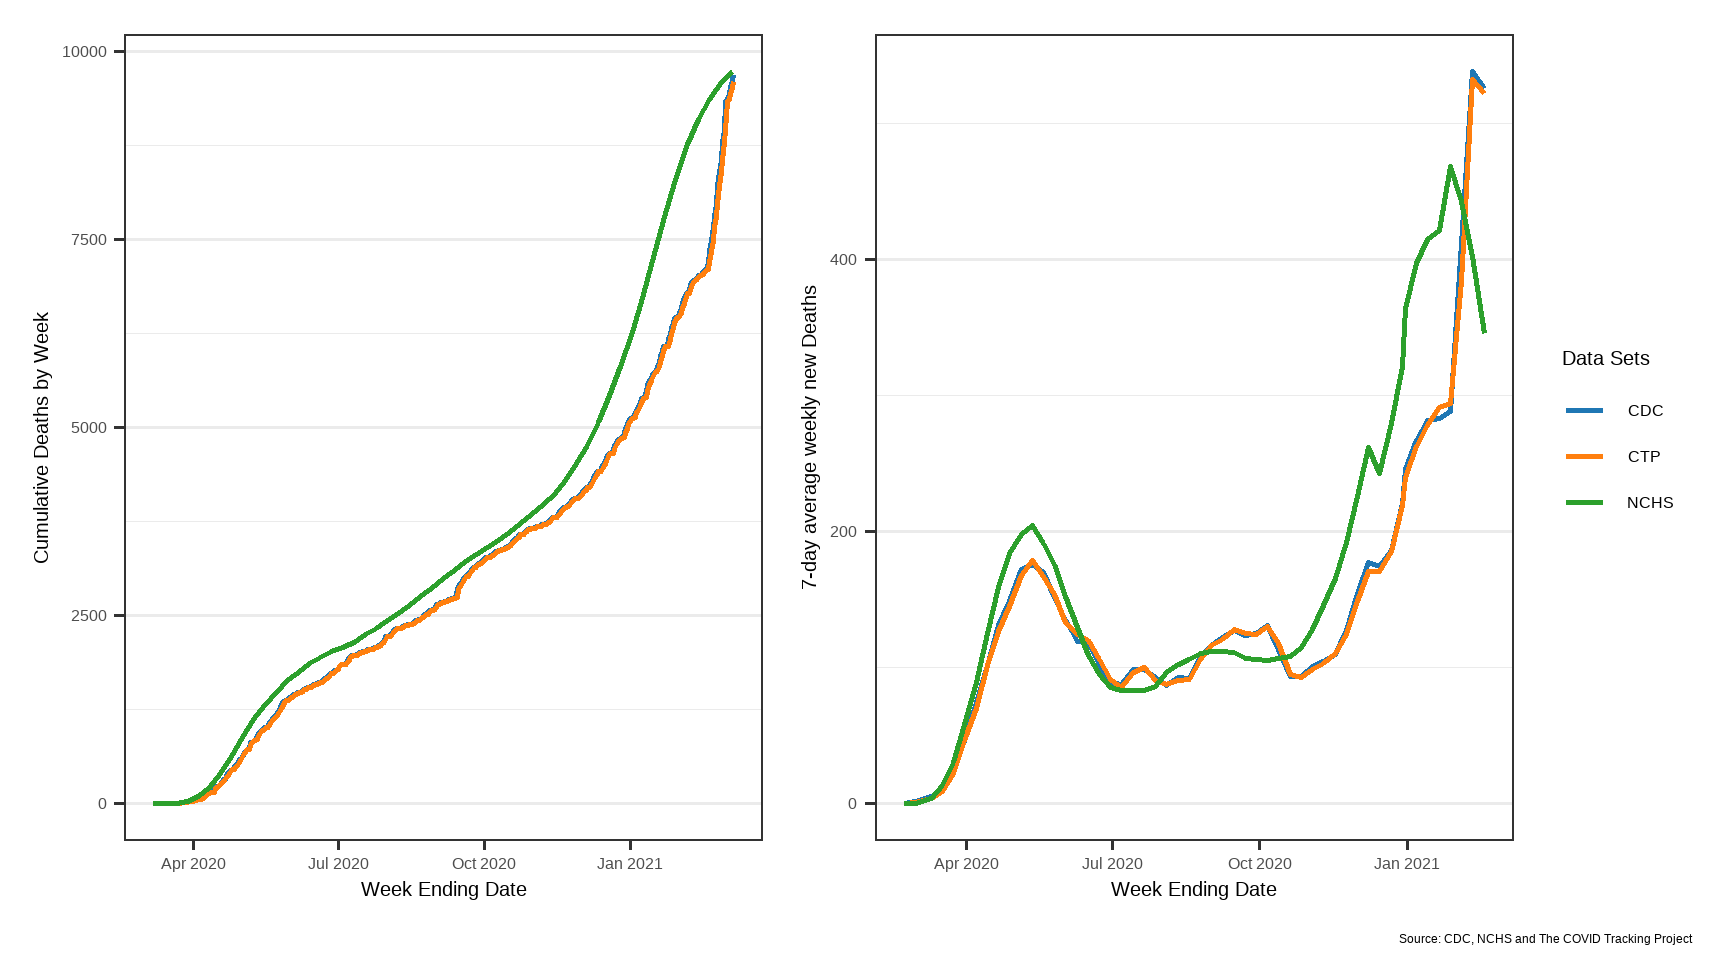 10000
7500
5000
2500
0
Cumulative Deaths by Week
Apr 2020
Jul 2020
Oct 2020
Jan 2021
Week Ending Date
400
200
0
7-day average weekly new Deaths
Apr 2020
Jul 2020
Oct 2020
Jan 2021
Week Ending Date
Data Sets
CDC
CTP
NCHS
Source: CDC, NCHS and The COVID Tracking Project